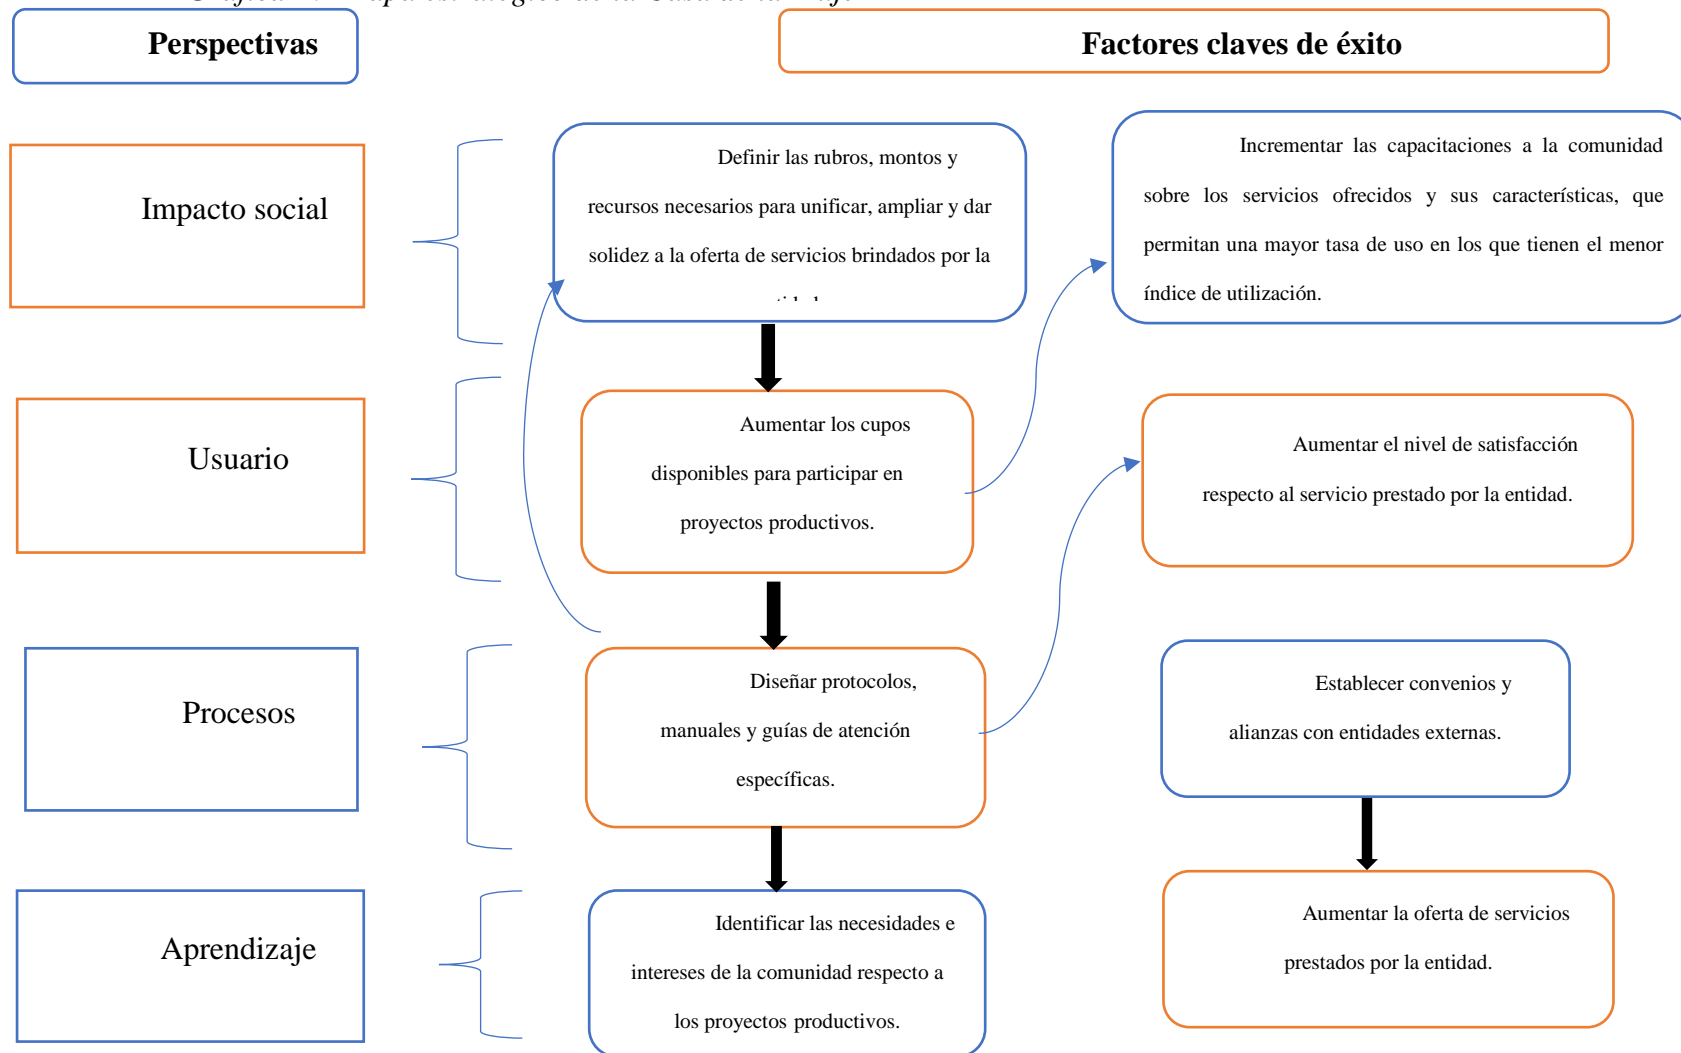 Perspectivas
Factores claves de éxito
Impacto social
Definir las rubros, montos y
recursos necesarios para unificar, ampliar y dar
solidez a la oferta de servicios brindados por la
Incrementar las capacitaciones a la comunidad
sobre los servicios ofrecidos y sus características, que
permitan una mayor tasa de uso en los que tienen el menor
índice de utilización.
Usuario
Aumentar los cupos
disponibles para participar en
proyectos productivos.
Aumentar el nivel de satisfacción
respecto al servicio prestado por la entidad.
Procesos
Diseñar protocolos,
manuales y guías de atención
específicas.
Establecer convenios y
alianzas con entidades externas.
Aprendizaje
Identificar las necesidades e
intereses de la comunidad respecto a
los proyectos productivos.
Aumentar la oferta de servicios
prestados por la entidad.